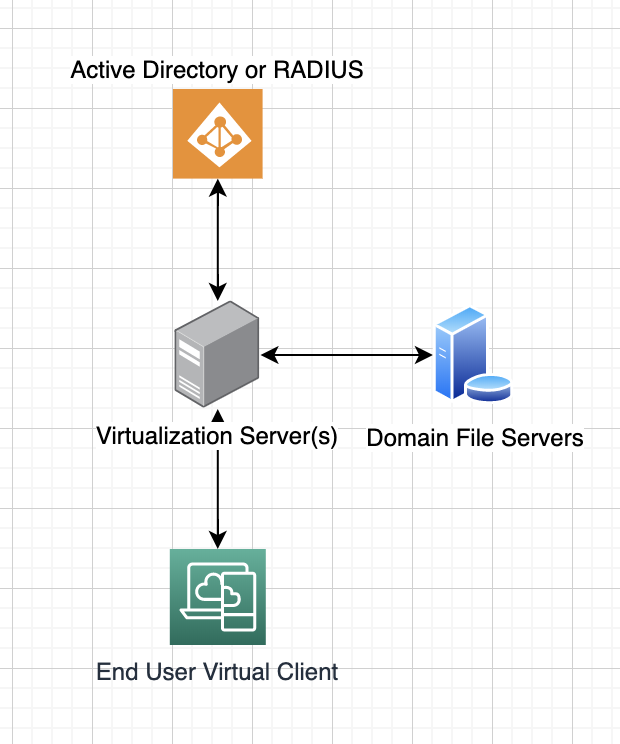 Active Directory or RADIUS
Virtualization Server(s)
Domain File Servers
End User Virtual Client